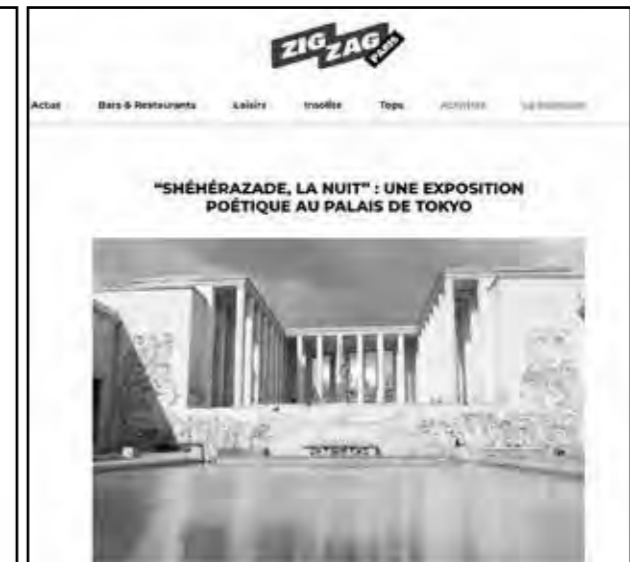 ZIG
ZAG
PARIS
Actus Bars & Restaurants Loisirs Insolite Tops Activités
“SHÉHÉRAZADE, LA NUIT” : UNE EXPOSITION
POÉTIQUE AU PALAIS DE TOKYO